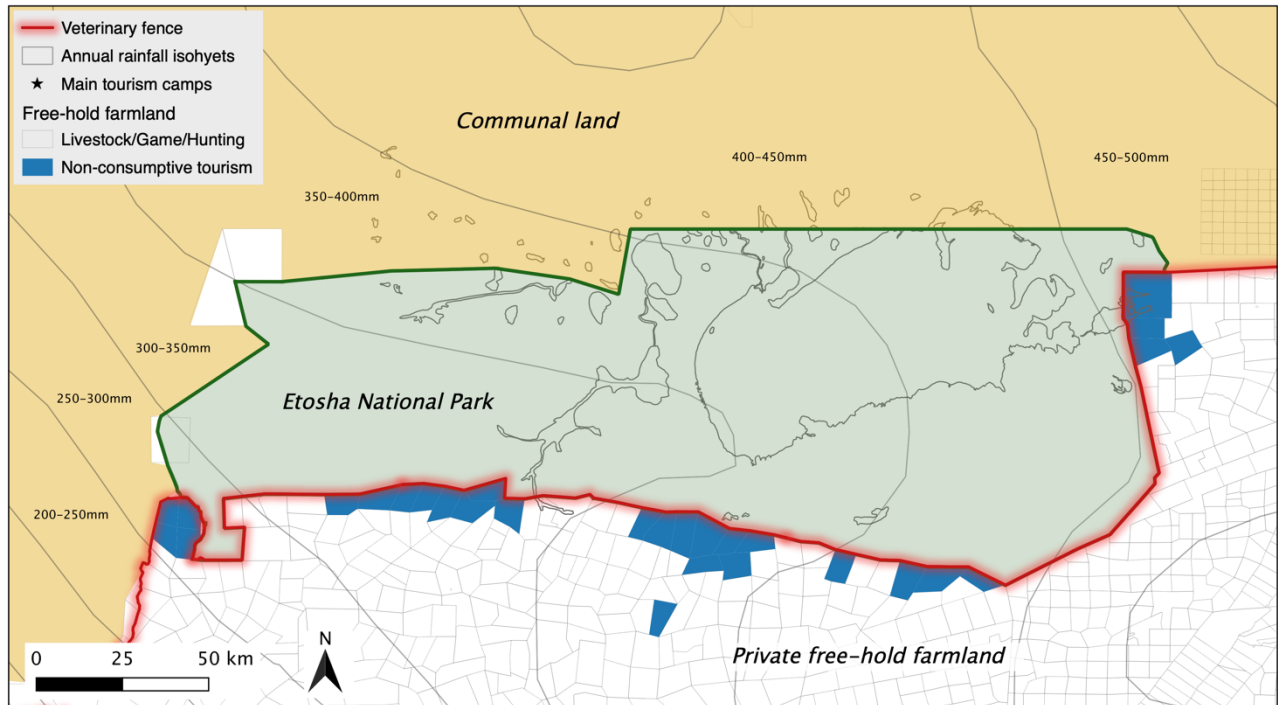 Veterinary fence
Annual rainfall isohyets
Main tourism camps
Free-hold farmland
Livestock/Game/Hunting
Non-consumptive tourism
Communal land
400-450mm
450-500mm
350-400mm
300-350mm
Etosha National Park
250-300mm
200-250mm
Private free-hold farmland
0 25 50 km
N